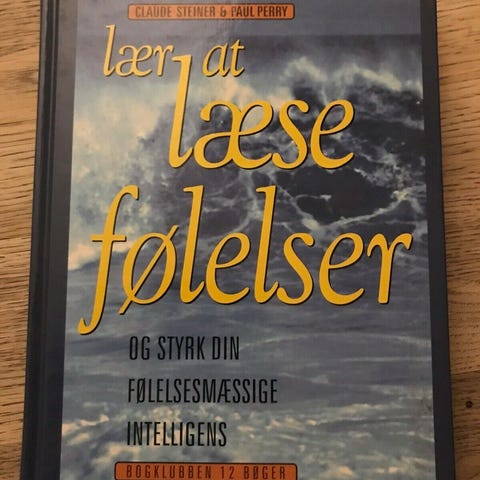 CLAUDE STEINER & PAUL PERRY
lær at
læse
følelser
OG STYRK DIN
FØLELSESMÆSSIGE
INTELLIGENS
BOGKLUBBEN 12 BØGER